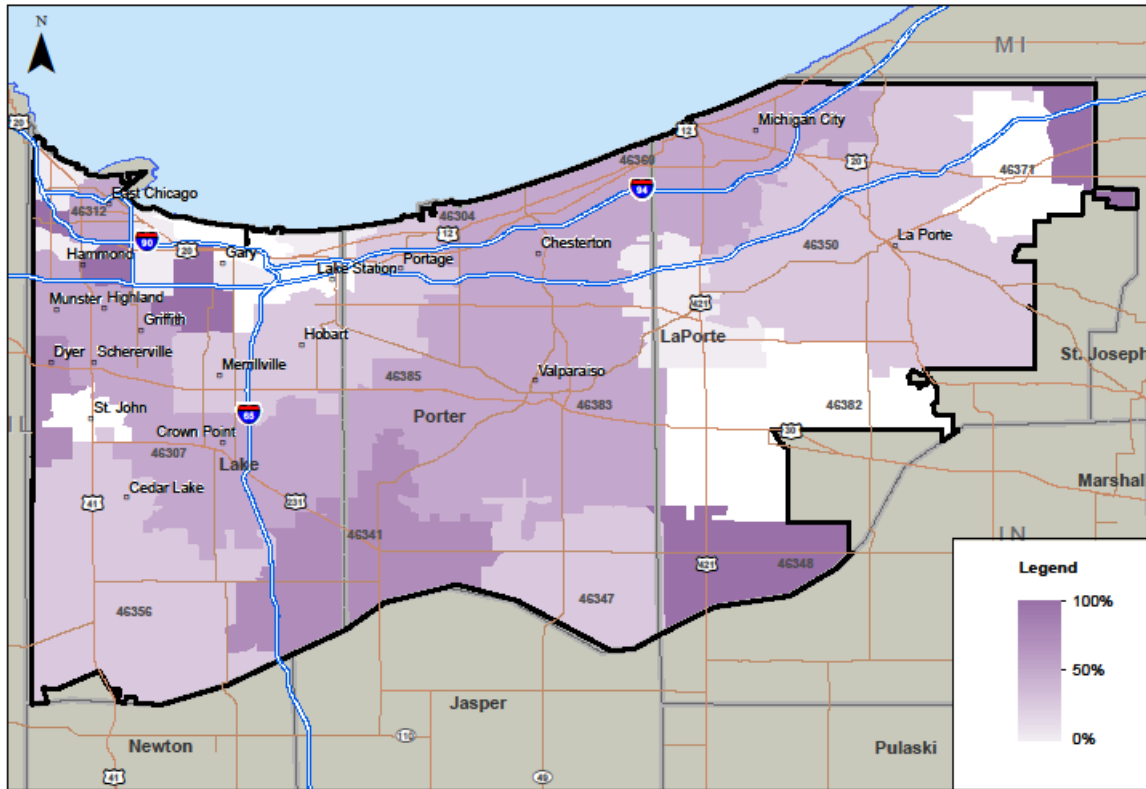 N
MI
20
12
Michigan City
46360
20
46371
East Chicago
46312
94
46304
12
90
20
Hammond
Gary
Chesterton
46350
La Porte
Lake Station
Portage
Munster
Highland
421
Griffith
Hobart
LaPorte
St. Joseph
Dyer
Schererville
Merrillville
46385
Valparaiso
St. John
65
Porter
46383
46382
IL
Crown Point
30
46307
Lake
Marshal
Cedar Lake
41
231
46341
IN
421
46348
46356
46347
Jasper
Newton
110
Pulaski
41
49
Legend
100%
50%
0%